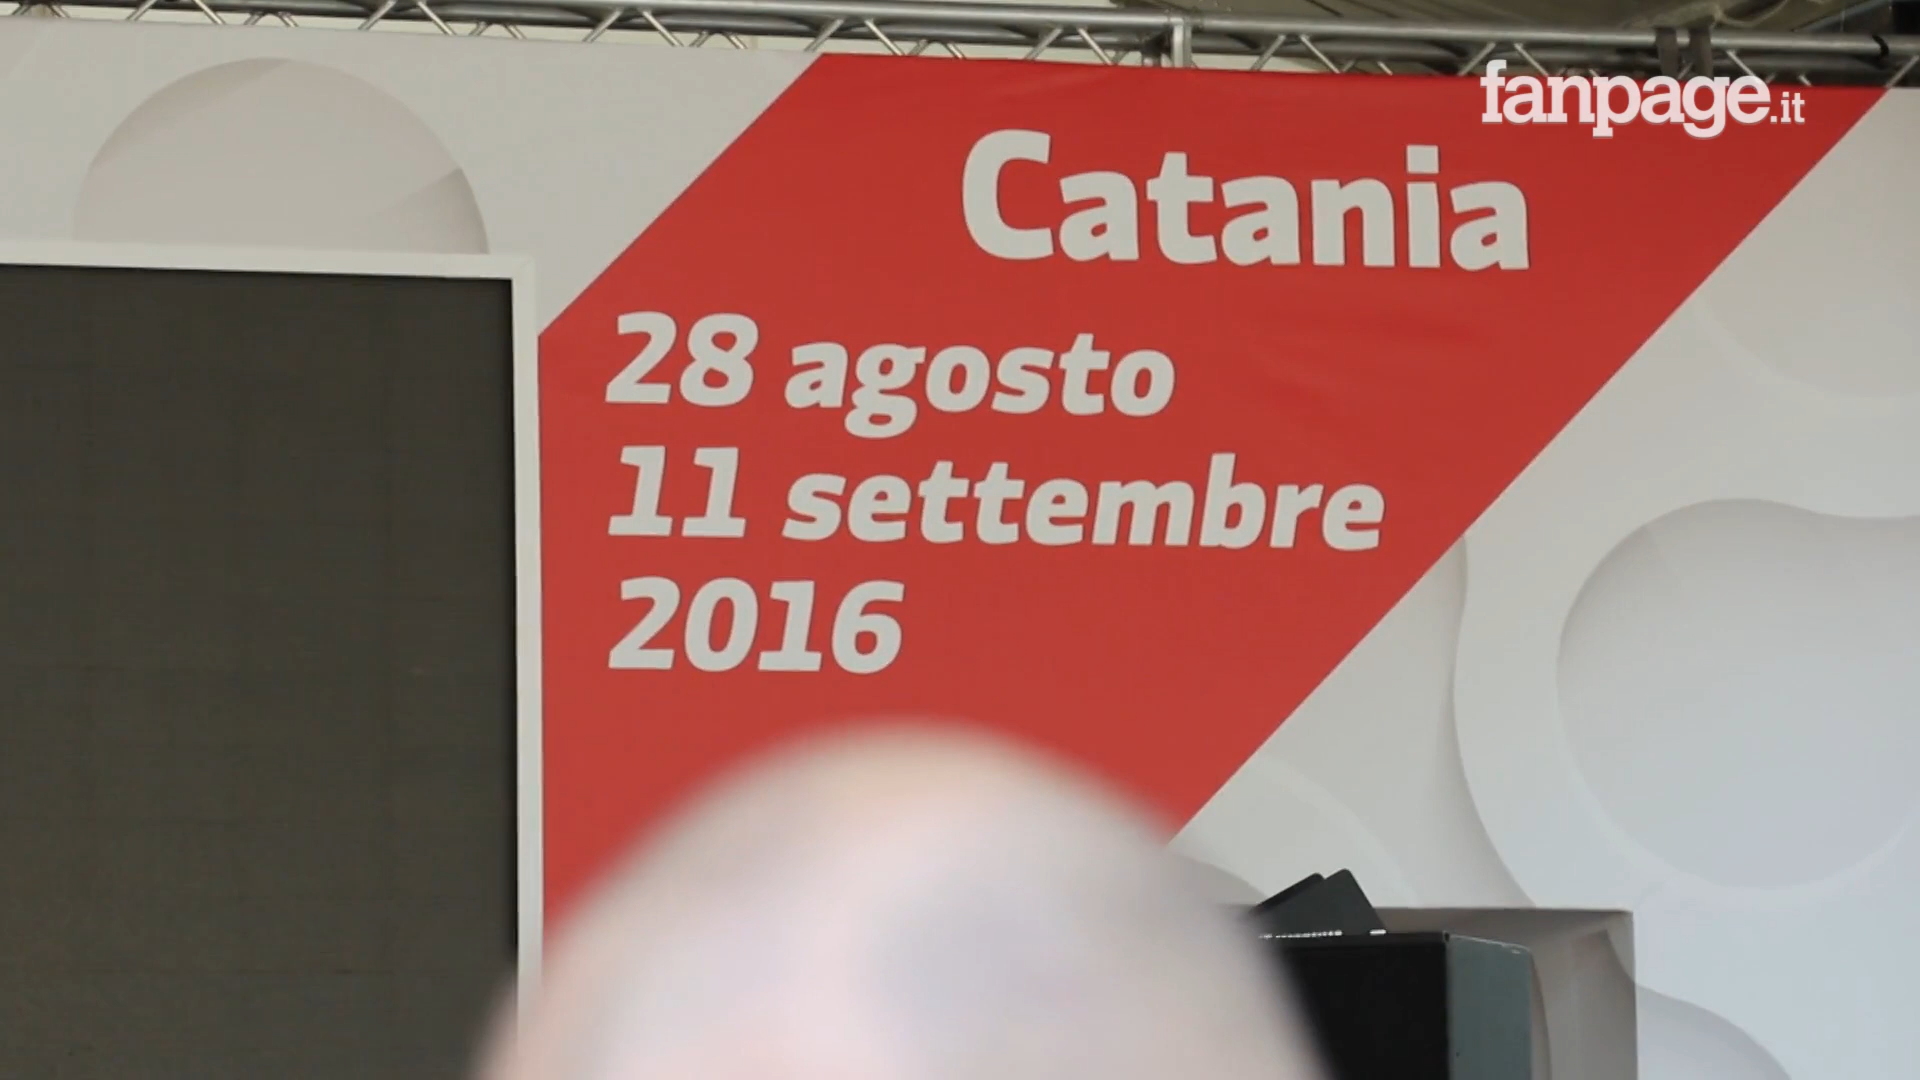 fanpage.it
Catania
28 agosto
11 settembre
2016